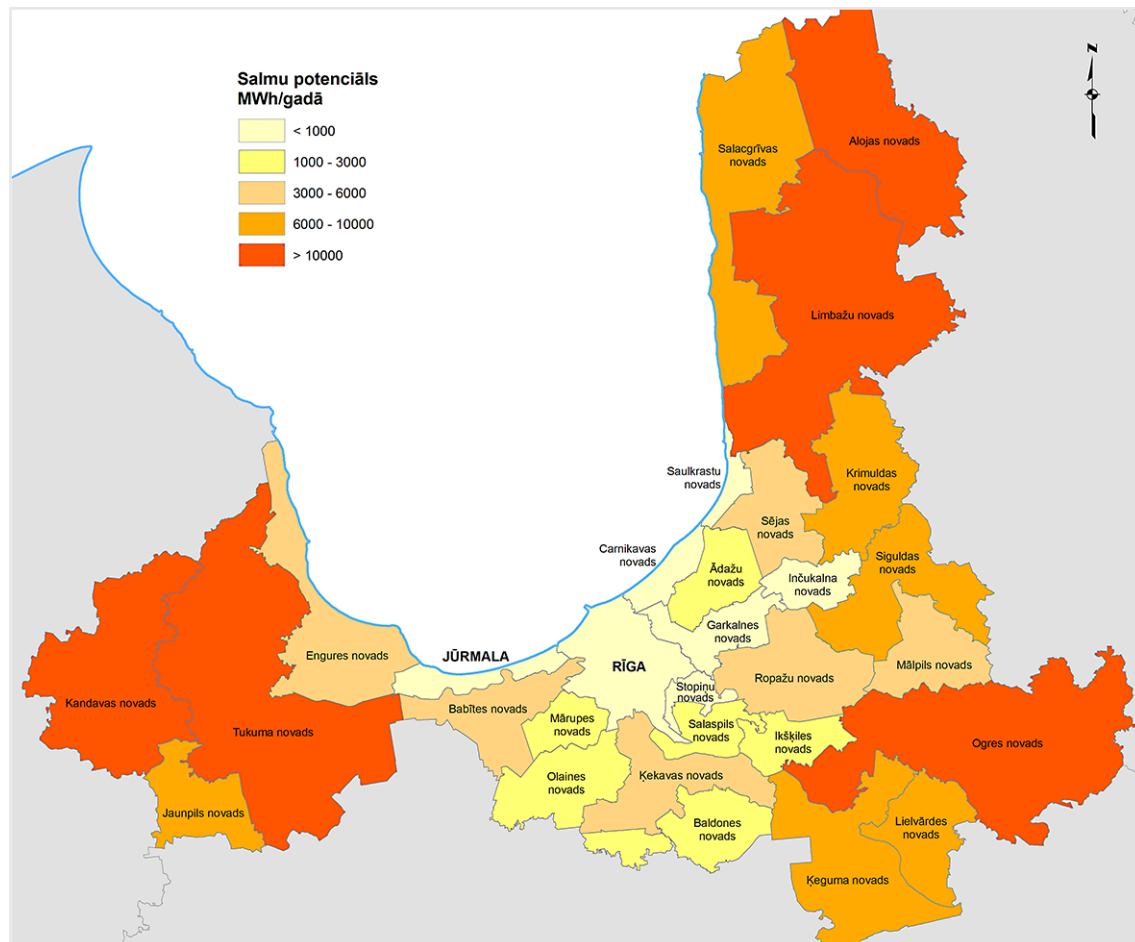 Salmu potenciāls
MWh/gadā
< 1000
1000 - 3000
3000 - 6000
6000 - 10000
> 10000
N
Salacgrīvas
novads
Alojas novads
Limbažu novads
Krimuldas
novads
Saulkrastu
novads
Sējas
novads
Carnikavas
novads
Ādažu
novads
Inčukalna
novads
Siguldas
novads
Garkalnes
novads
Engures novads
JŪRMALA
RĪGA
Mālpils novads
Ropažu novads
Stopiņu
novads
Kandavas novads
Tukuma novads
Babītes novads
Mārupes
novads
Salaspils
novads
Ikšķiles
novads
Ogres novads
Olaines
novads
Ķekavas novads
Jaunpils novads
Baldones
novads
Lielvārdes
novads
Ķeguma novads